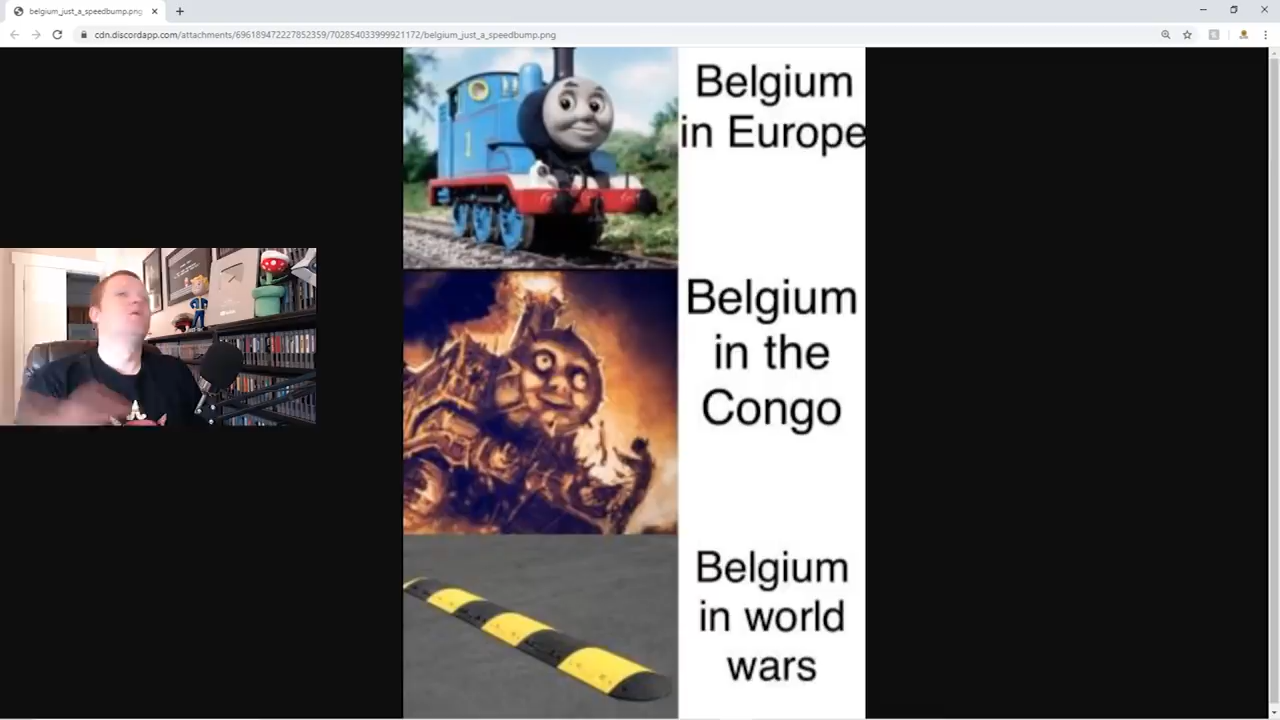 belgium_just_a_speedbump.png
cdn.discordapp.com/attachments/696189472227852359/702854033999921172/belgium_just_a_speedbump.png
Belgium
in Europe
1
Belgium
in the
Congo
Belgium
in world
wars